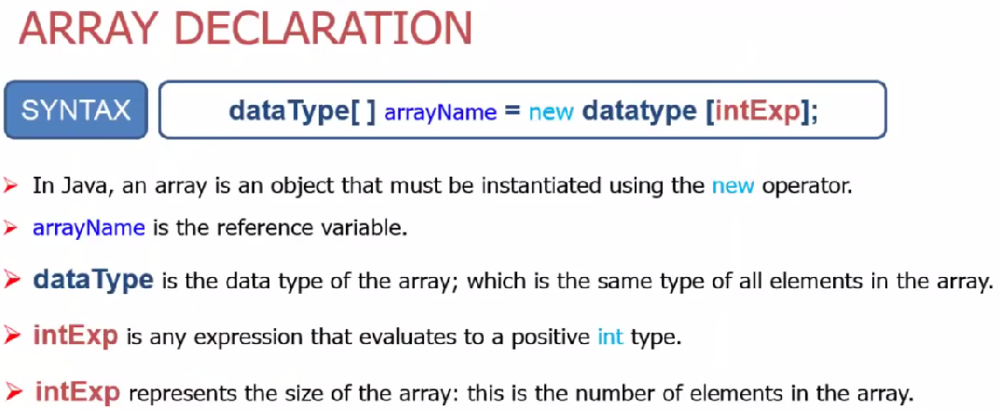 ARRAY DECLARATION
SYNTAX
dataType[ ] arrayName = new datatype [intExp];
In Java, an array is an object that must be instantiated using the new operator.
arrayName is the reference variable.
dataType is the data type of the array; which is the same type of all elements in the array.
intExp is any expression that evaluates to a positive int type.
intExp represents the size of the array: this is the number of elements in the array.